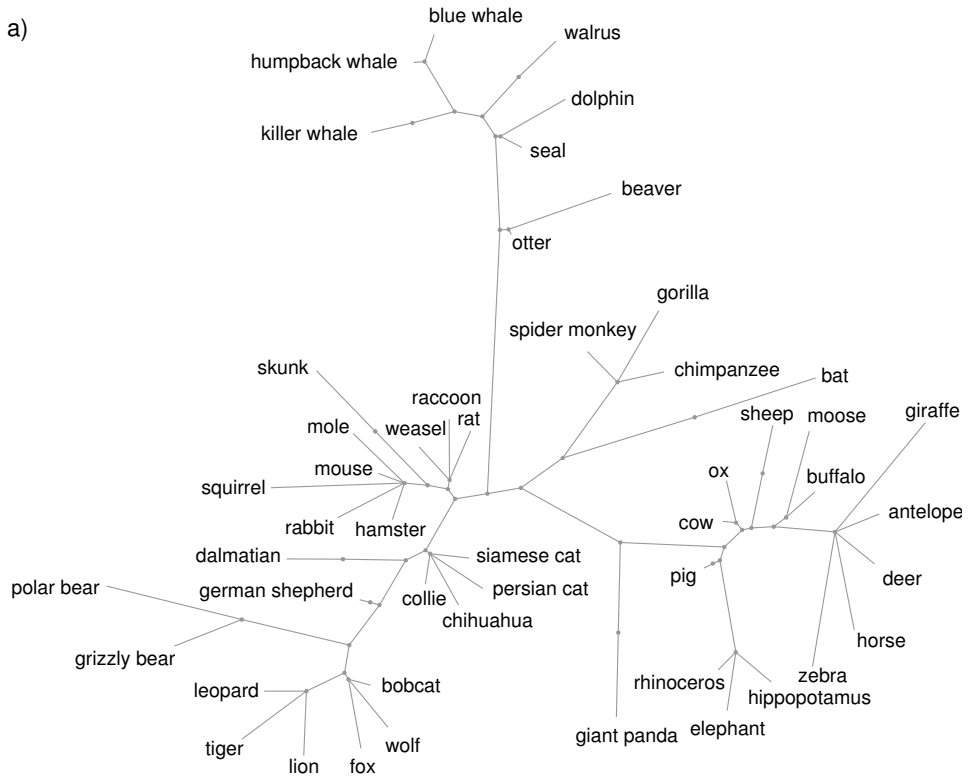 a)
blue whale
walrus
humpback whale
dolphin
killer whale
seal
beaver
otter
gorilla
spider monkey
chimpanzee
skunk
bat
raccoon
sheep
moose
giraffe
mole
weasel
rat
mouse
ox
buffalo
squirrel
antelope
rabbit
hamster
cow
dalmatian
siamese cat
pig
deer
polar bear
german shepherd
collie
persian cat
chihuahua
horse
grizzly bear
zebra
leopard
bobcat
rhinoceros
hippopotamus
tiger
wolf
giant panda
elephant
lion
fox